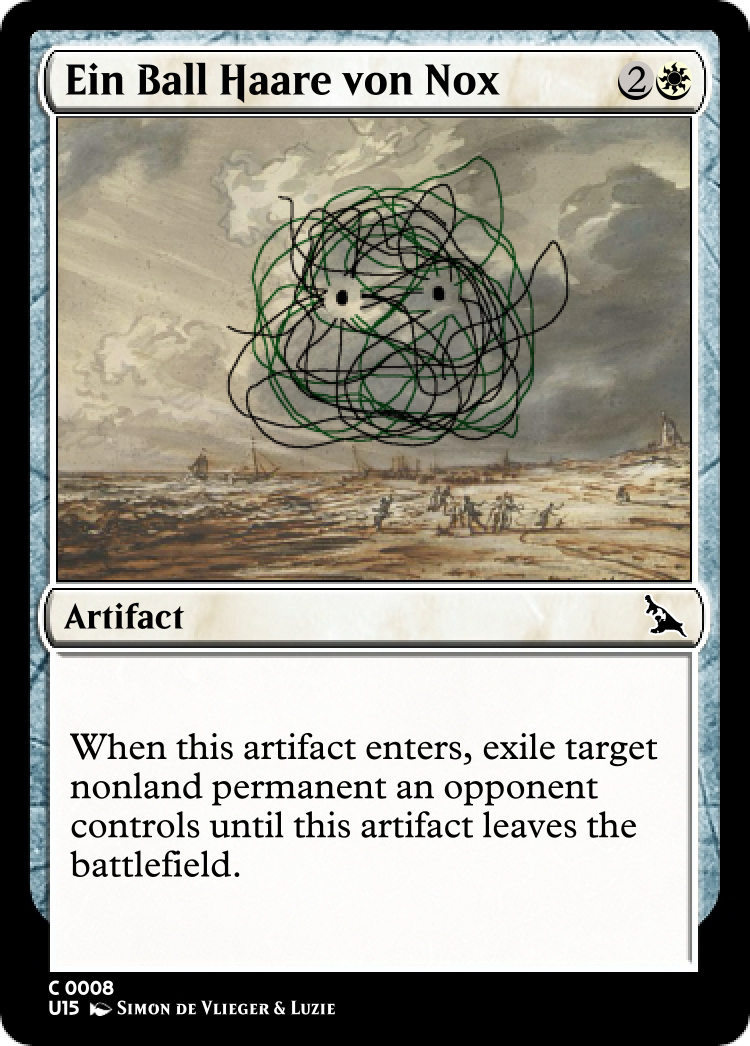 Ein Ball Haare von Nox 2
Artifact
When this artifact enters, exile target
nonland permanent an opponent
controls until this artifact leaves the
battlefield.
C 0008
U15 Simon de Vlieger & Luzie